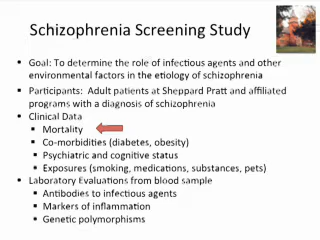 Schizophrenia Screening Study
Goal: To determine the role of infectious agents and other
environmental factors in the etiology of schizophrenia
Participants: Adult patients at Sheppard Pratt and affiliated
programs with a diagnosis of schizophrenia
Clinical Data
Mortality
Co-morbidities (diabetes, obesity)
Psychiatric and cognitive status
Exposures (smoking, medications, substances, pets)
Laboratory Evaluations from blood sample
Antibodies to infectious agents
Markers of inflammation
Genetic polymorphisms